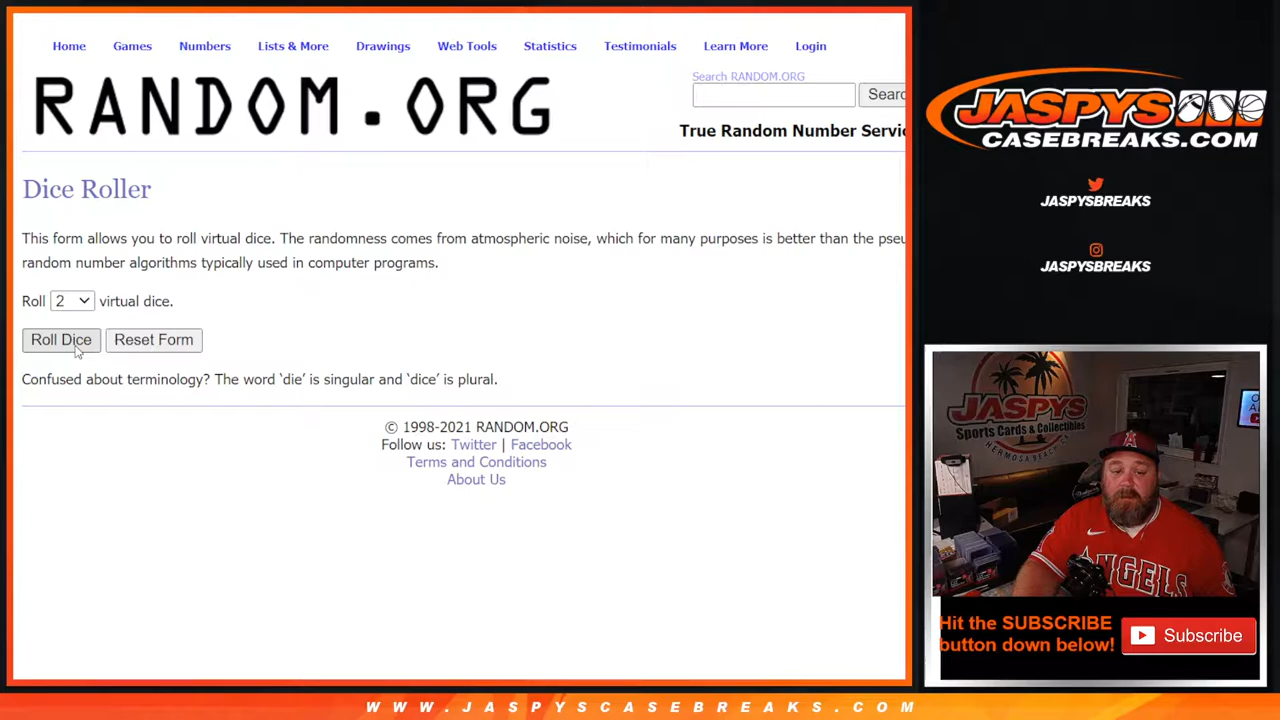 Home Games Numbers Lists & More Drawings Web Tools Statistics Testimonials Learn More Login
RANDOM.ORG
Search RANDOM.ORG
Searc
True Random Number Servic
Dice Roller
This form allows you to roll virtual dice. The randomness comes from atmospheric noise, which for many purposes is better than the pseu
random number algorithms typically used in computer programs.
Roll 2 virtual dice.
Roll Dice Reset Form
Confused about terminology? The word ‘die’ is singular and ‘dice’ is plural.
© 1998-2021 RANDOM.ORG
Follow us: Twitter | Facebook
Terms and Conditions
About Us
JASPYS
CASEBREAKS.COM
JASPYSBREAKS
JASPYSBREAKS
JASPYS
Sports Cards & Collectibles
HERMOSA BEACH, CA
A
ANGELS
Hit the SUBSCRIBE
button down below!
Subscribe
WWW.JASPYSCASEBREAKS.COM